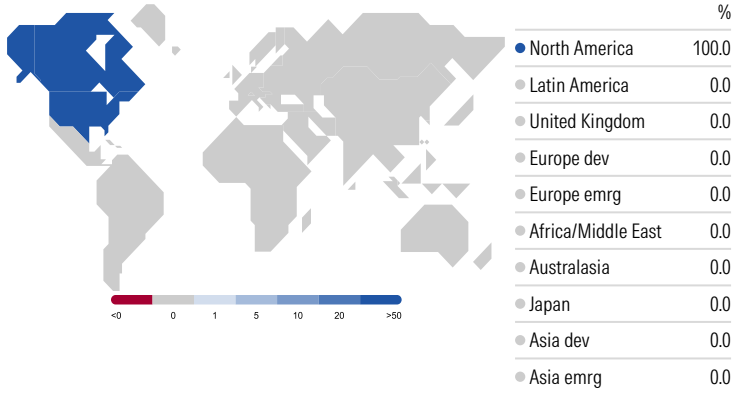 %
North America 100.0
Latin America 0.0
United Kingdom 0.0
Europe dev 0.0
Europe emrg 0.0
Africa/Middle East 0.0
Australasia 0.0
Japan 0.0
Asia dev 0.0
Asia emrg 0.0
<0 0 1 5 10 20 >50